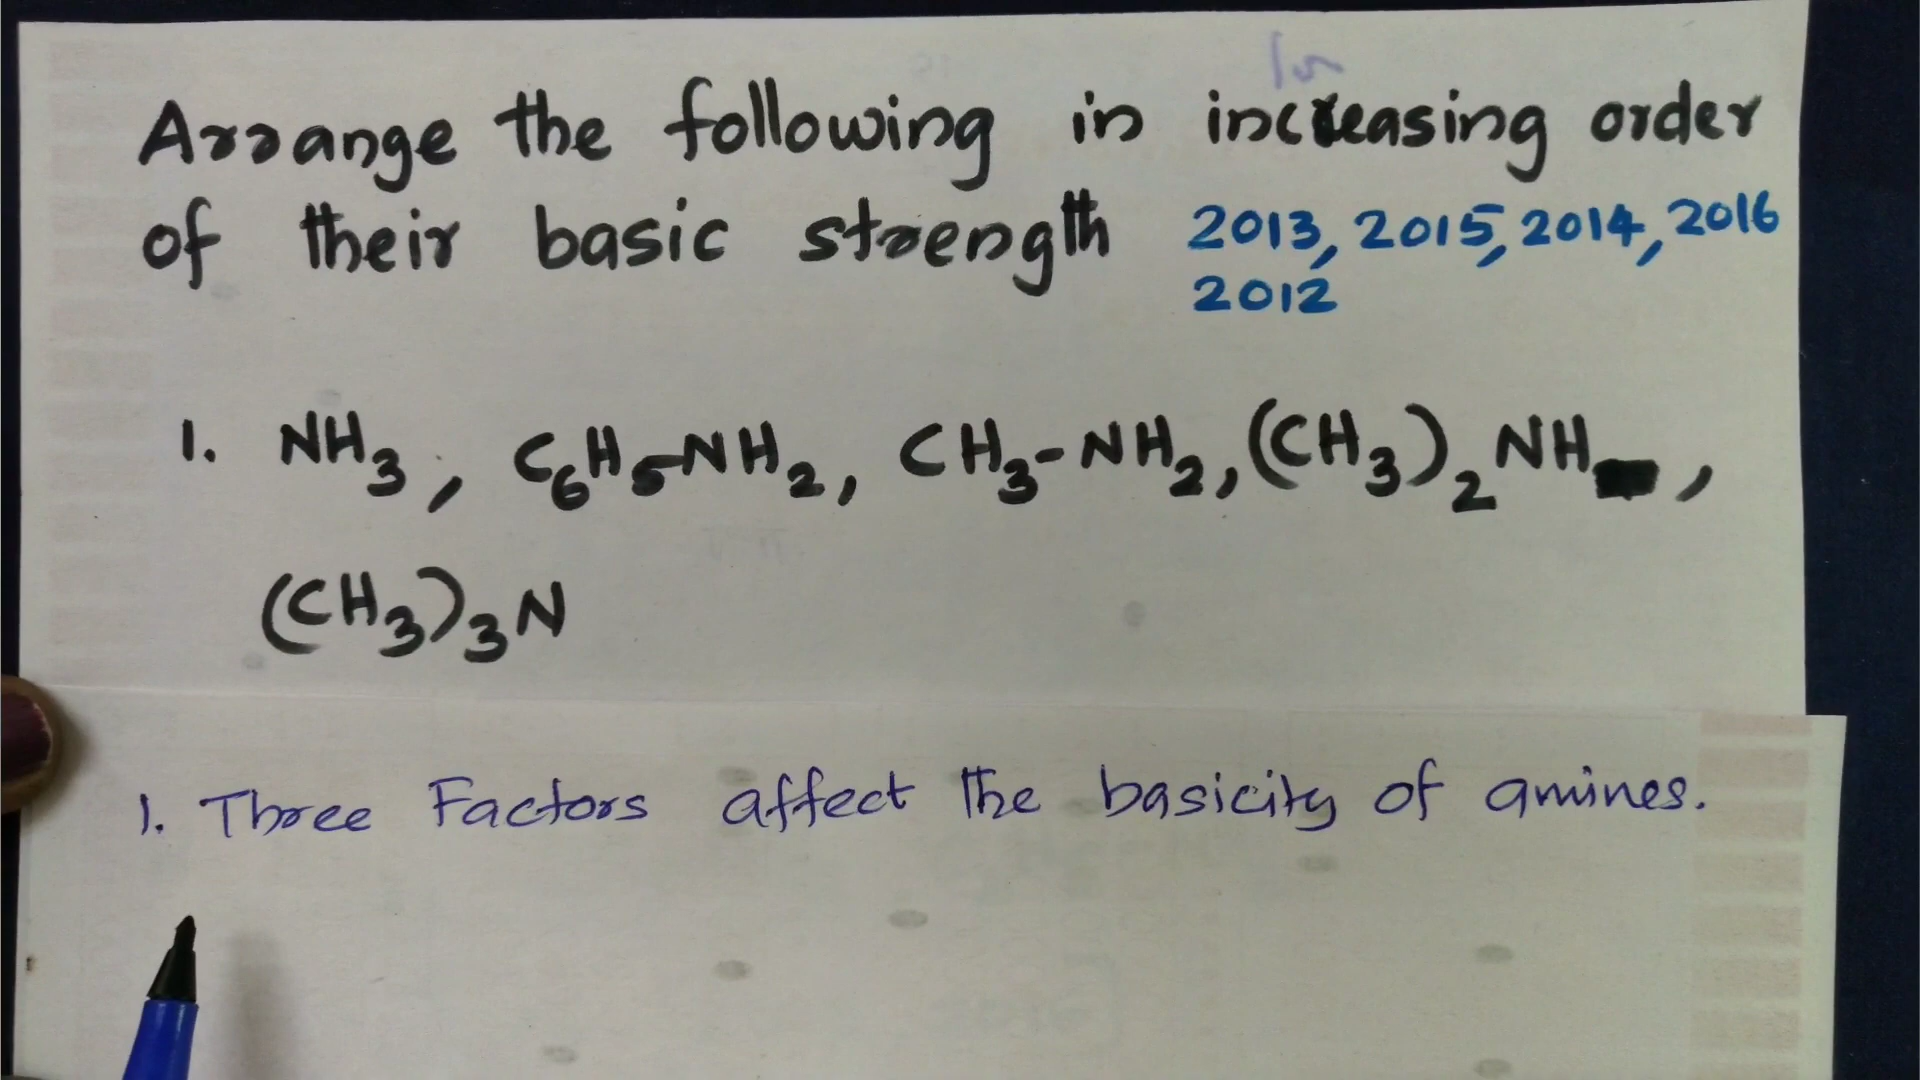 Arrange the following in increasing order
of their basic strength 2013, 2015, 2014, 2016
2012
1. NH₃, C₆H₅-NH₂, CH₃-NH₂, (CH₃)₂NH,
(CH₃)₃N
1. Three Factors affect the basicity of amines.